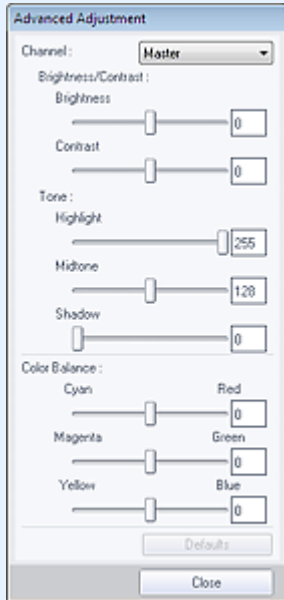 Advanced Adjustment
Channel : Master
Brightness/Contrast :
Brightness
0
Contrast
0
Tone :
Highlight
255
Midtone
128
Shadow
0
Color Balance :
Cyan Red
0
Magenta Green
0
Yellow Blue
0
Defaults
Close